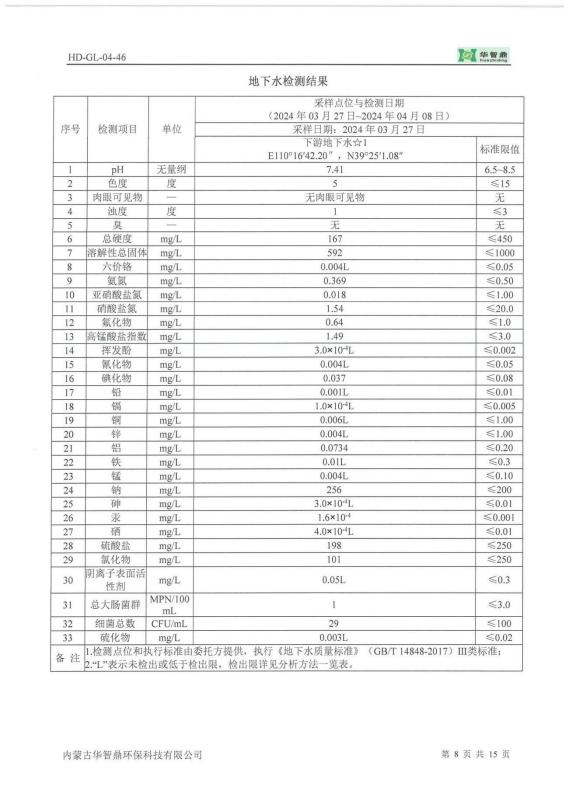 HD-GL-04-46
华智鼎
Huazhiding
地下水检测结果
序号 检测项目 单位 采样点位与检测日期
（2024 年 03 月 27 日~2024 年 04 月 08 日）
采样日期：2024 年 03 月 27 日
下游地下水☆1
E110°16′42.20″，N39°25′1.08″ 标准限值
1 pH 无量纲 7.41 6.5~8.5
2 色度 度 5 ≤15
3 肉眼可见物 — 无肉眼可见物 无
4 浊度 度 1 ≤3
5 臭 — 无 无
6 总硬度 mg/L 167 ≤450
7 溶解性总固体 mg/L 592 ≤1000
8 六价铬 mg/L 0.004L ≤0.05
9 氨氮 mg/L 0.369 ≤0.50
10 亚硝酸盐氮 mg/L 0.018 ≤1.00
11 硝酸盐氮 mg/L 1.54 ≤20.0
12 氟化物 mg/L 0.64 ≤1.0
13 高锰酸盐指数 mg/L 1.49 ≤3.0
14 挥发酚 mg/L 3.0×10⁻⁴L ≤0.002
15 氰化物 mg/L 0.004L ≤0.05
16 碘化物 mg/L 0.037 ≤0.08
17 铅 mg/L 0.001L ≤0.01
18 镉 mg/L 1.0×10⁻⁴L ≤0.005
19 铜 mg/L 0.006L ≤1.00
20 锌 mg/L 0.004L ≤1.00
21 铝 mg/L 0.0734 ≤0.20
22 铁 mg/L 0.01L ≤0.3
23 锰 mg/L 0.004L ≤0.10
24 钠 mg/L 256 ≤200
25 砷 mg/L 3.0×10⁻⁴L ≤0.01
26 汞 mg/L 1.6×10⁻⁴ ≤0.001
27 硒 mg/L 4.0×10⁻⁴L ≤0.01
28 硫酸盐 mg/L 198 ≤250
29 氯化物 mg/L 101 ≤250
30 阴离子表面活
性剂 mg/L 0.05L ≤0.3
31 总大肠菌群 MPN/100
mL 1 ≤3.0
32 细菌总数 CFU/mL 29 ≤100
33 硫化物 mg/L 0.003L ≤0.02
备 注 1.检测点位和执行标准由委托方提供，执行《地下水质量标准》（GB/T 14848-2017）III类标准；
2.“L”表示未检出或低于检出限，检出限详见分析方法一览表。
内蒙古华智鼎环保科技有限公司 第 8 页 共 15 页